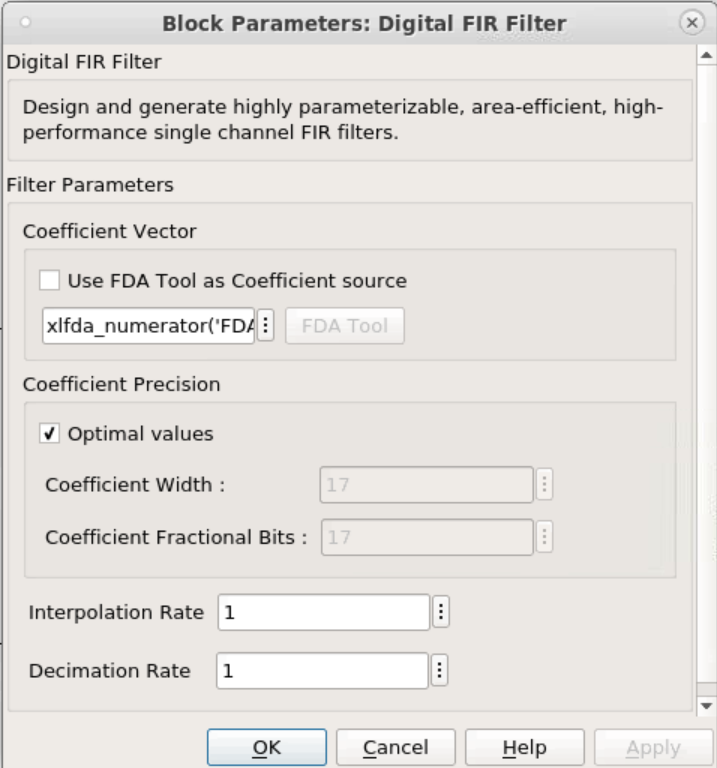 Block Parameters: Digital FIR Filter
Digital FIR Filter
Design and generate highly parameterizable, area-efficient, high-
performance single channel FIR filters.
Filter Parameters
Coefficient Vector
Use FDA Tool as Coefficient source
xlfda_numerator('FDA
FDA Tool
Coefficient Precision
Optimal values
Coefficient Width :
17
Coefficient Fractional Bits :
17
Interpolation Rate
1
Decimation Rate
1
OK
Cancel
Help
Apply